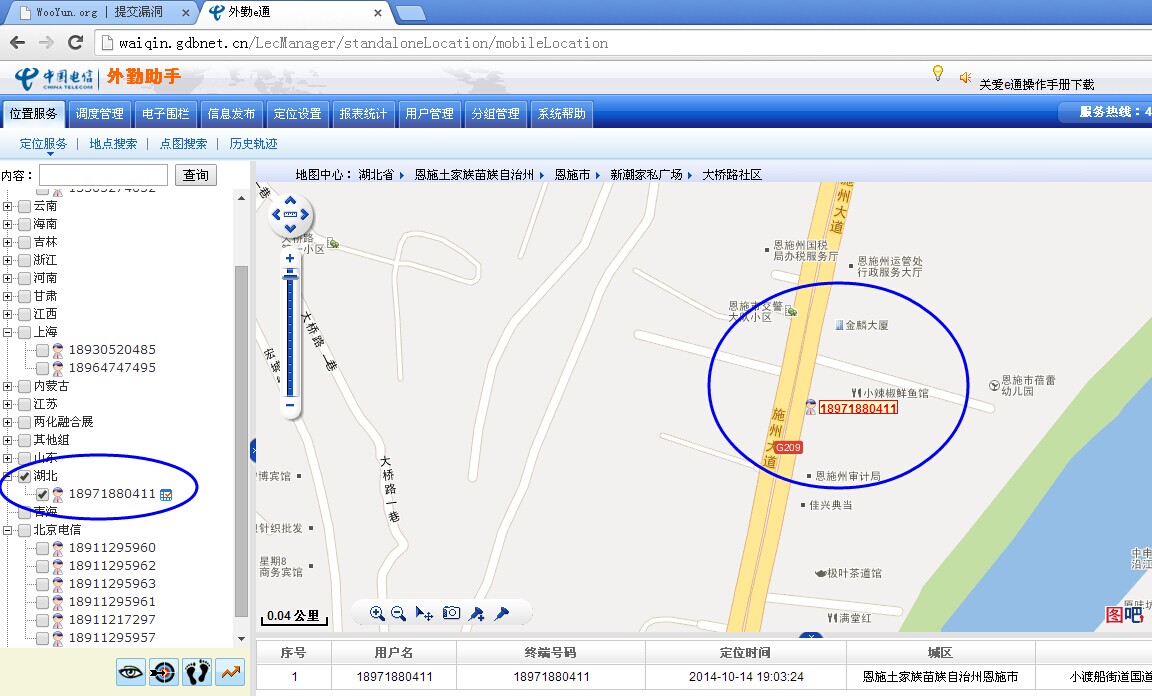 WooYun.org | 提交漏洞
外勤e通
waiqin.gdbnet.cn/LecManager/standaloneLocation/mobileLocation
中国电信 CHINA TELECOM 外勤助手
关爱e通操作手册下载
位置服务 调度管理 电子围栏 信息发布 定位设置 报表统计 用户管理 分组管理 系统帮助
服务热线：4
定位服务 | 地点搜索 | 点图搜索 | 历史轨迹
内容： 查询
云南
海南
吉林
浙江
河南
甘肃
江西
上海
18930520485
18964747495
内蒙古
江苏
两化融合展
其他组
山东
湖北
18971880411
青海
北京电信
18911295960
18911295962
18911295963
18911295961
18911217297
18911295957
地图中心： 湖北省 恩施土家族苗族自治州 恩施市 新潮家私广场 大桥路社区
施州大道
恩施州国税
局办税服务厅
恩施州运管处
行政服务大厅
大桥路
小区
恩施市交警
大队小区
金麟大厦
大桥路一巷
小辣椒鲜鱼馆
恩施市蓓蕾
幼儿园
18971880411
施州大道
G209
恩施州审计局
大桥路一巷
博宾馆
佳兴典当
针织批发
星期8
商务宾馆
极叶茶道馆
满堂红
0.04 公里
图吧
序号 用户名 终端号码 定位时间 城区
1 18971880411 18971880411 2014-10-14 19:03:24 恩施土家族苗族自治州恩施市 小渡船街道国道